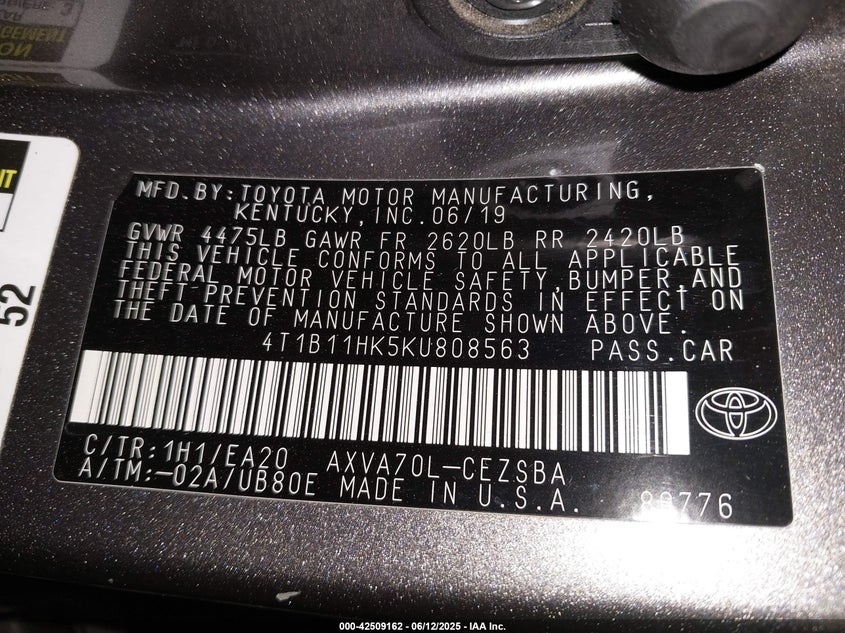 MFD.BY:TOYOTA MOTOR MANUFACTURING,
KENTUCKY,INC.06/19
GVWR 4475LB GAWR FR 2620LB RR 2420LB
THIS VEHICLE CONFORMS TO ALL APPLICABLE
FEDERAL MOTOR VEHICLE SAFETY,BUMPER,AND
THEFT PREVENTION STANDARDS IN EFFECT ON
THE DATE OF MANUFACTURE SHOWN ABOVE.
4T1B11HK5KU808563 PASS.CAR
C/TR:1H1/EA20 AXVA70L-CEZSBA
A/TM:-02A/UB80E MADE IN U.S.A.
52
000-42509162 - 06/12/2025 - IAA Inc.